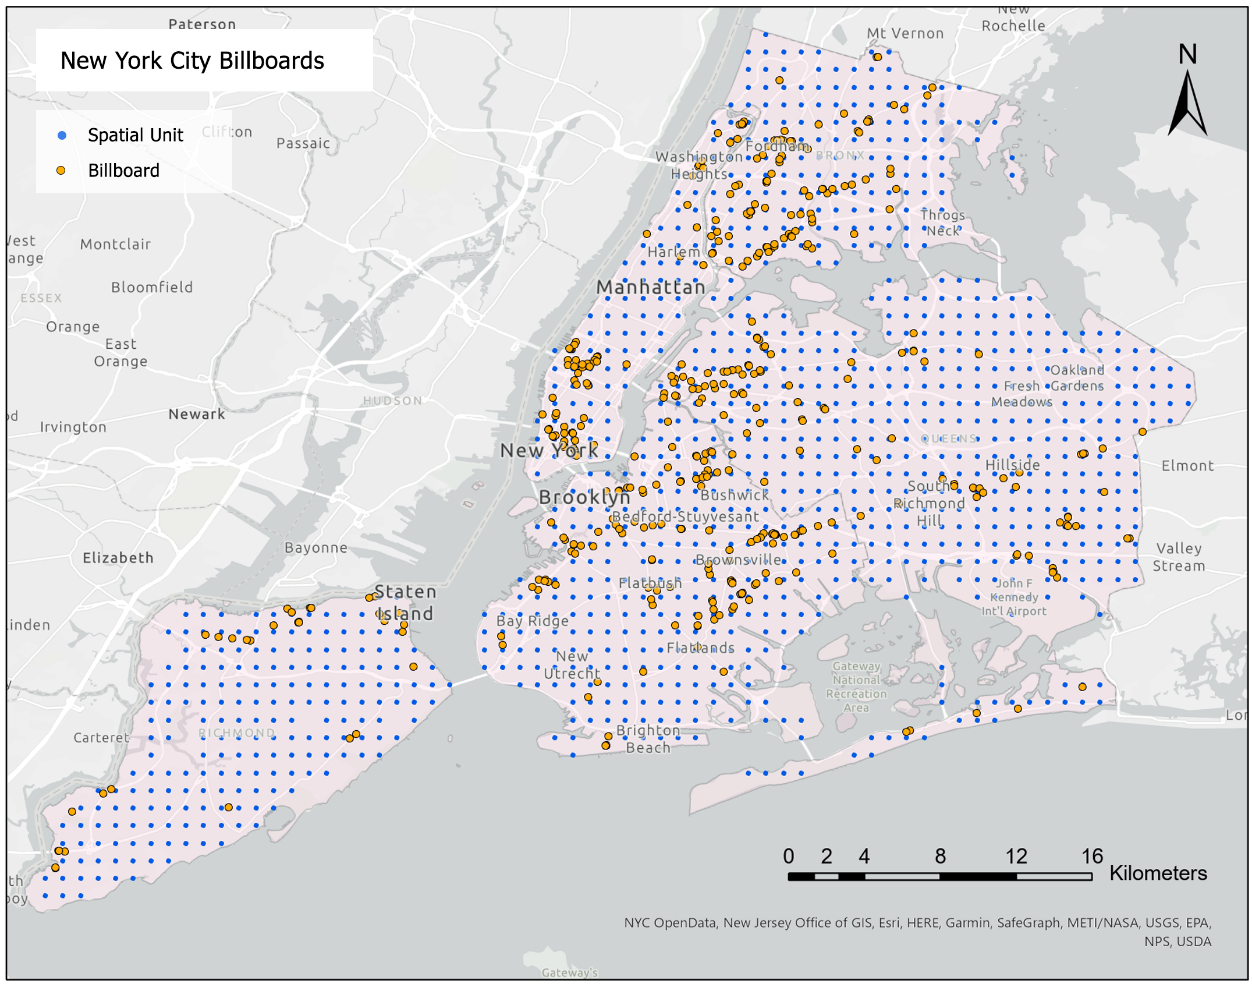 Paterson
New
Rochelle
Mt Vernon
New York City Billboards
N
Spatial Unit
Clifton
Billboard
Passaic
Fordham
BRONX
Washington
Heights
Throgs
Neck
Montclair
Harlem
Bloomfield
Manhattan
ESSEX
Orange
East
Orange
HUDSON
Oakland
Gardens
Fresh
Meadows
Newark
Irvington
QUEENS
New York
Hillside
Elmont
South
Richmond
Hill
Brooklyn
Bushwick
Bedford-Stuyvesant
Bayonne
Elizabeth
Brownsville
Valley
Stream
Flatbush
John F
Kennedy
Int'l Airport
Staten
Island
Bay Ridge
Flatlands
New
Utrecht
Gateway
National
Recreation
Area
RICHMOND
Carteret
Brighton
Beach
0 2 4 8 12 16
Kilometers
NYC OpenData, New Jersey Office of GIS, Esri, HERE, Garmin, SafeGraph, METI/NASA, USGS, EPA,
NPS, USDA
Gateway's